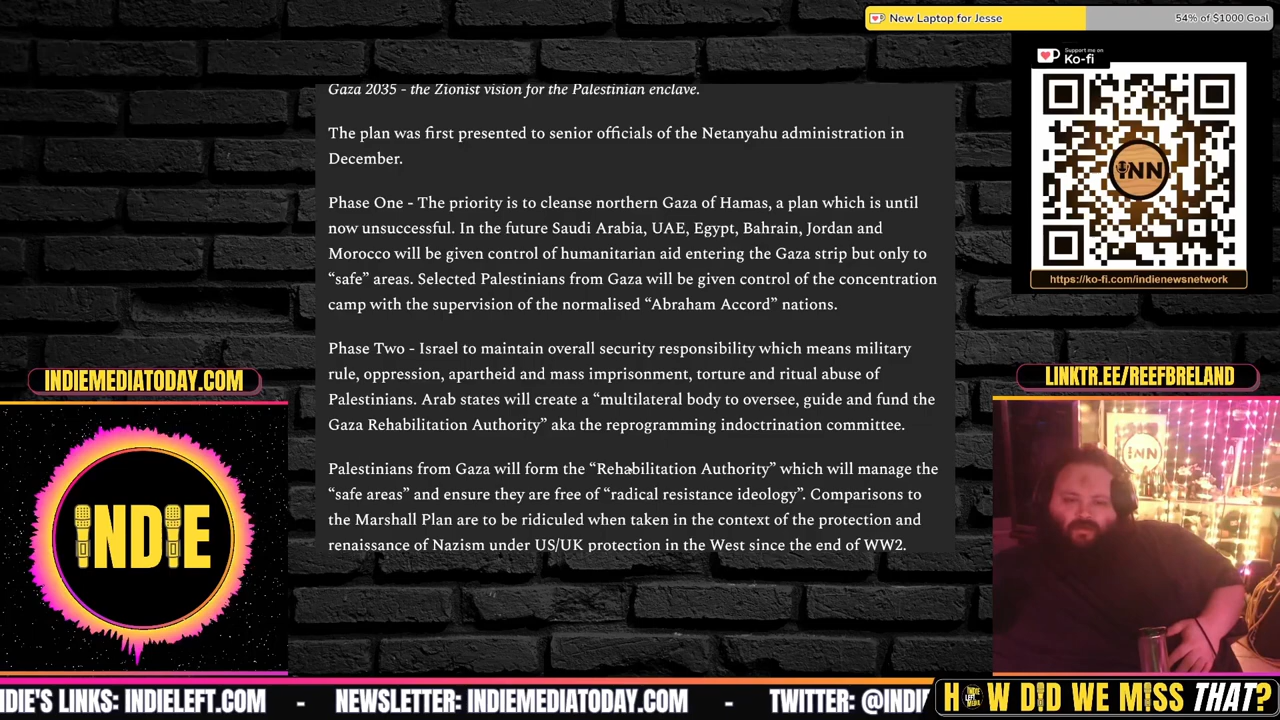 New Laptop for Jesse
54% of $1000 Goal
Support me on
Ko-fi
iNN
https://ko-fi.com/indienewsnetwork
Gaza 2035 - the Zionist vision for the Palestinian enclave.
The plan was first presented to senior officials of the Netanyahu administration in
December.
Phase One - The priority is to cleanse northern Gaza of Hamas, a plan which is until
now unsuccessful. In the future Saudi Arabia, UAE, Egypt, Bahrain, Jordan and
Morocco will be given control of humanitarian aid entering the Gaza strip but only to
“safe” areas. Selected Palestinians from Gaza will be given control of the concentration
camp with the supervision of the normalised “Abraham Accord” nations.
Phase Two - Israel to maintain overall security responsibility which means military
rule, oppression, apartheid and mass imprisonment, torture and ritual abuse of
Palestinians. Arab states will create a “multilateral body to oversee, guide and fund the
Gaza Rehabilitation Authority” aka the reprogramming indoctrination committee.
Palestinians from Gaza will form the “Rehabilitation Authority” which will manage the
“safe areas” and ensure they are free of “radical resistance ideology”. Comparisons to
the Marshall Plan are to be ridiculed when taken in the context of the protection and
renaissance of Nazism under US/UK protection in the West since the end of WW2.
INDIEMEDIATODAY.COM
INDIE
LINKTR.EE/REEFBRELAND
iNN
INDIE'S LINKS: INDIELEFT.COM - NEWSLETTER: INDIEMEDIATODAY.COM - TWITTER: @INDI
HOW DID WE MISS THAT?